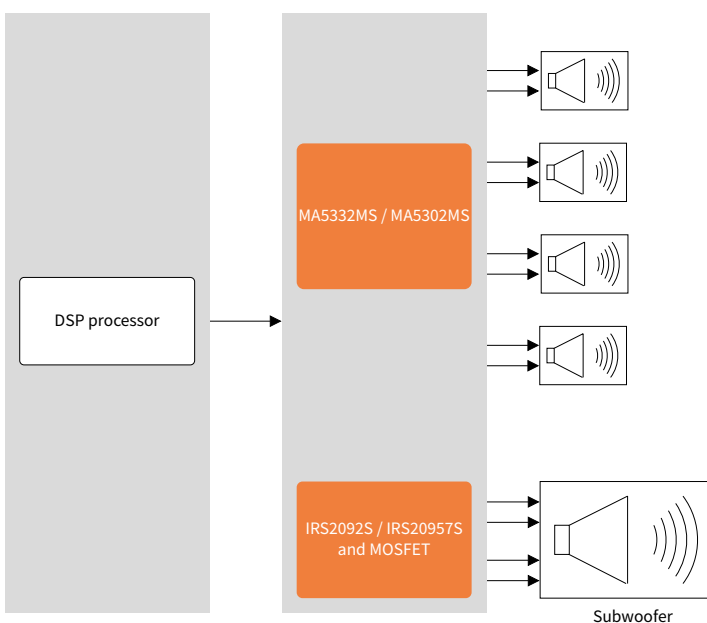 MA5332MS / MA5302MS
DSP processor
IRS2092S / IRS20957S
and MOSFET
Subwoofer